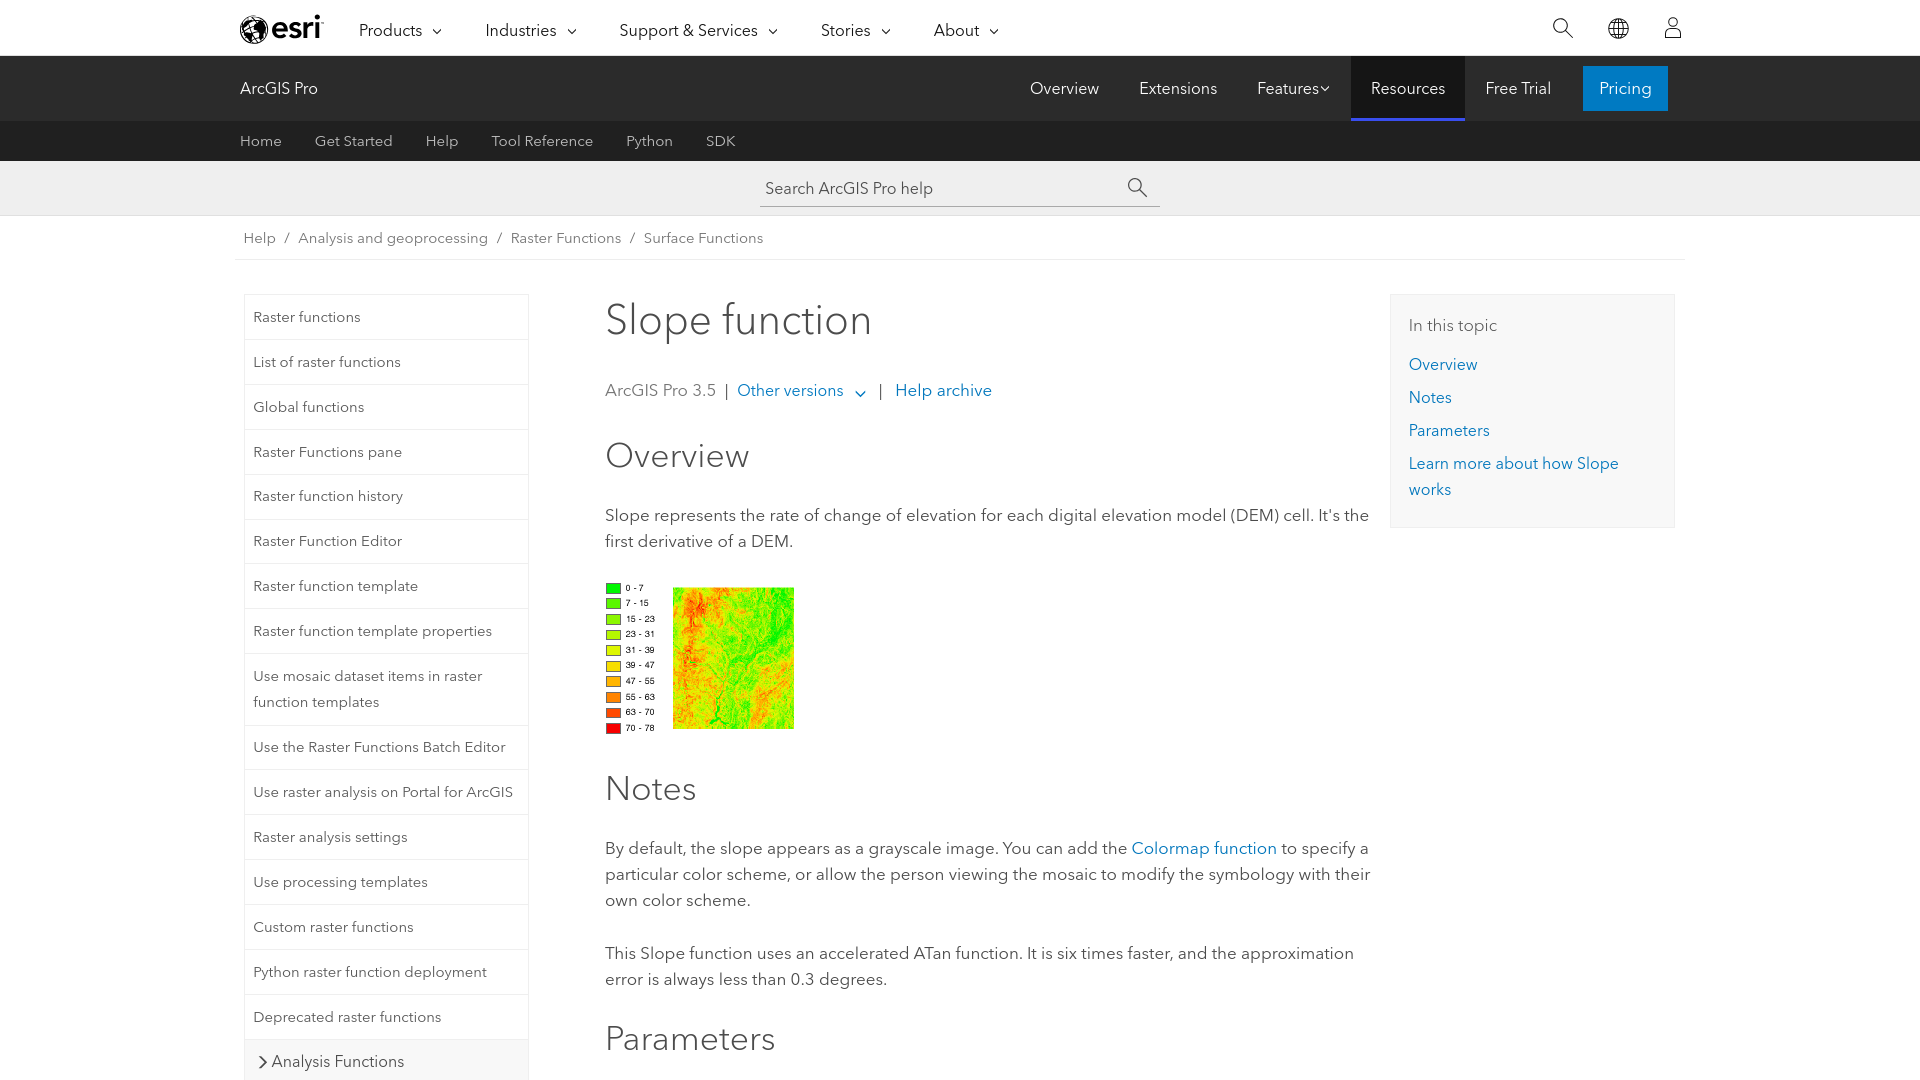 esri
Products
Industries
Support & Services
Stories
About
ArcGIS Pro
Overview
Extensions
Features
Resources
Free Trial
Pricing
Home
Get Started
Help
Tool Reference
Python
SDK
Search ArcGIS Pro help
Help / Analysis and geoprocessing / Raster Functions / Surface Functions
Raster functions
List of raster functions
Global functions
Raster Functions pane
Raster function history
Raster Function Editor
Raster function template
Raster function template properties
Use mosaic dataset items in raster
function templates
Use the Raster Functions Batch Editor
Use raster analysis on Portal for ArcGIS
Raster analysis settings
Use processing templates
Custom raster functions
Python raster function deployment
Deprecated raster functions
Analysis Functions
Slope function
ArcGIS Pro 3.5 | Other versions | Help archive
Overview
Slope represents the rate of change of elevation for each digital elevation model (DEM) cell. It's the
first derivative of a DEM.
0 - 7
7 - 15
15 - 23
23 - 31
31 - 39
39 - 47
47 - 55
55 - 63
63 - 70
70 - 78
Notes
By default, the slope appears as a grayscale image. You can add the Colormap function to specify a
particular color scheme, or allow the person viewing the mosaic to modify the symbology with their
own color scheme.
This Slope function uses an accelerated ATan function. It is six times faster, and the approximation
error is always less than 0.3 degrees.
Parameters
In this topic
Overview
Notes
Parameters
Learn more about how Slope
works